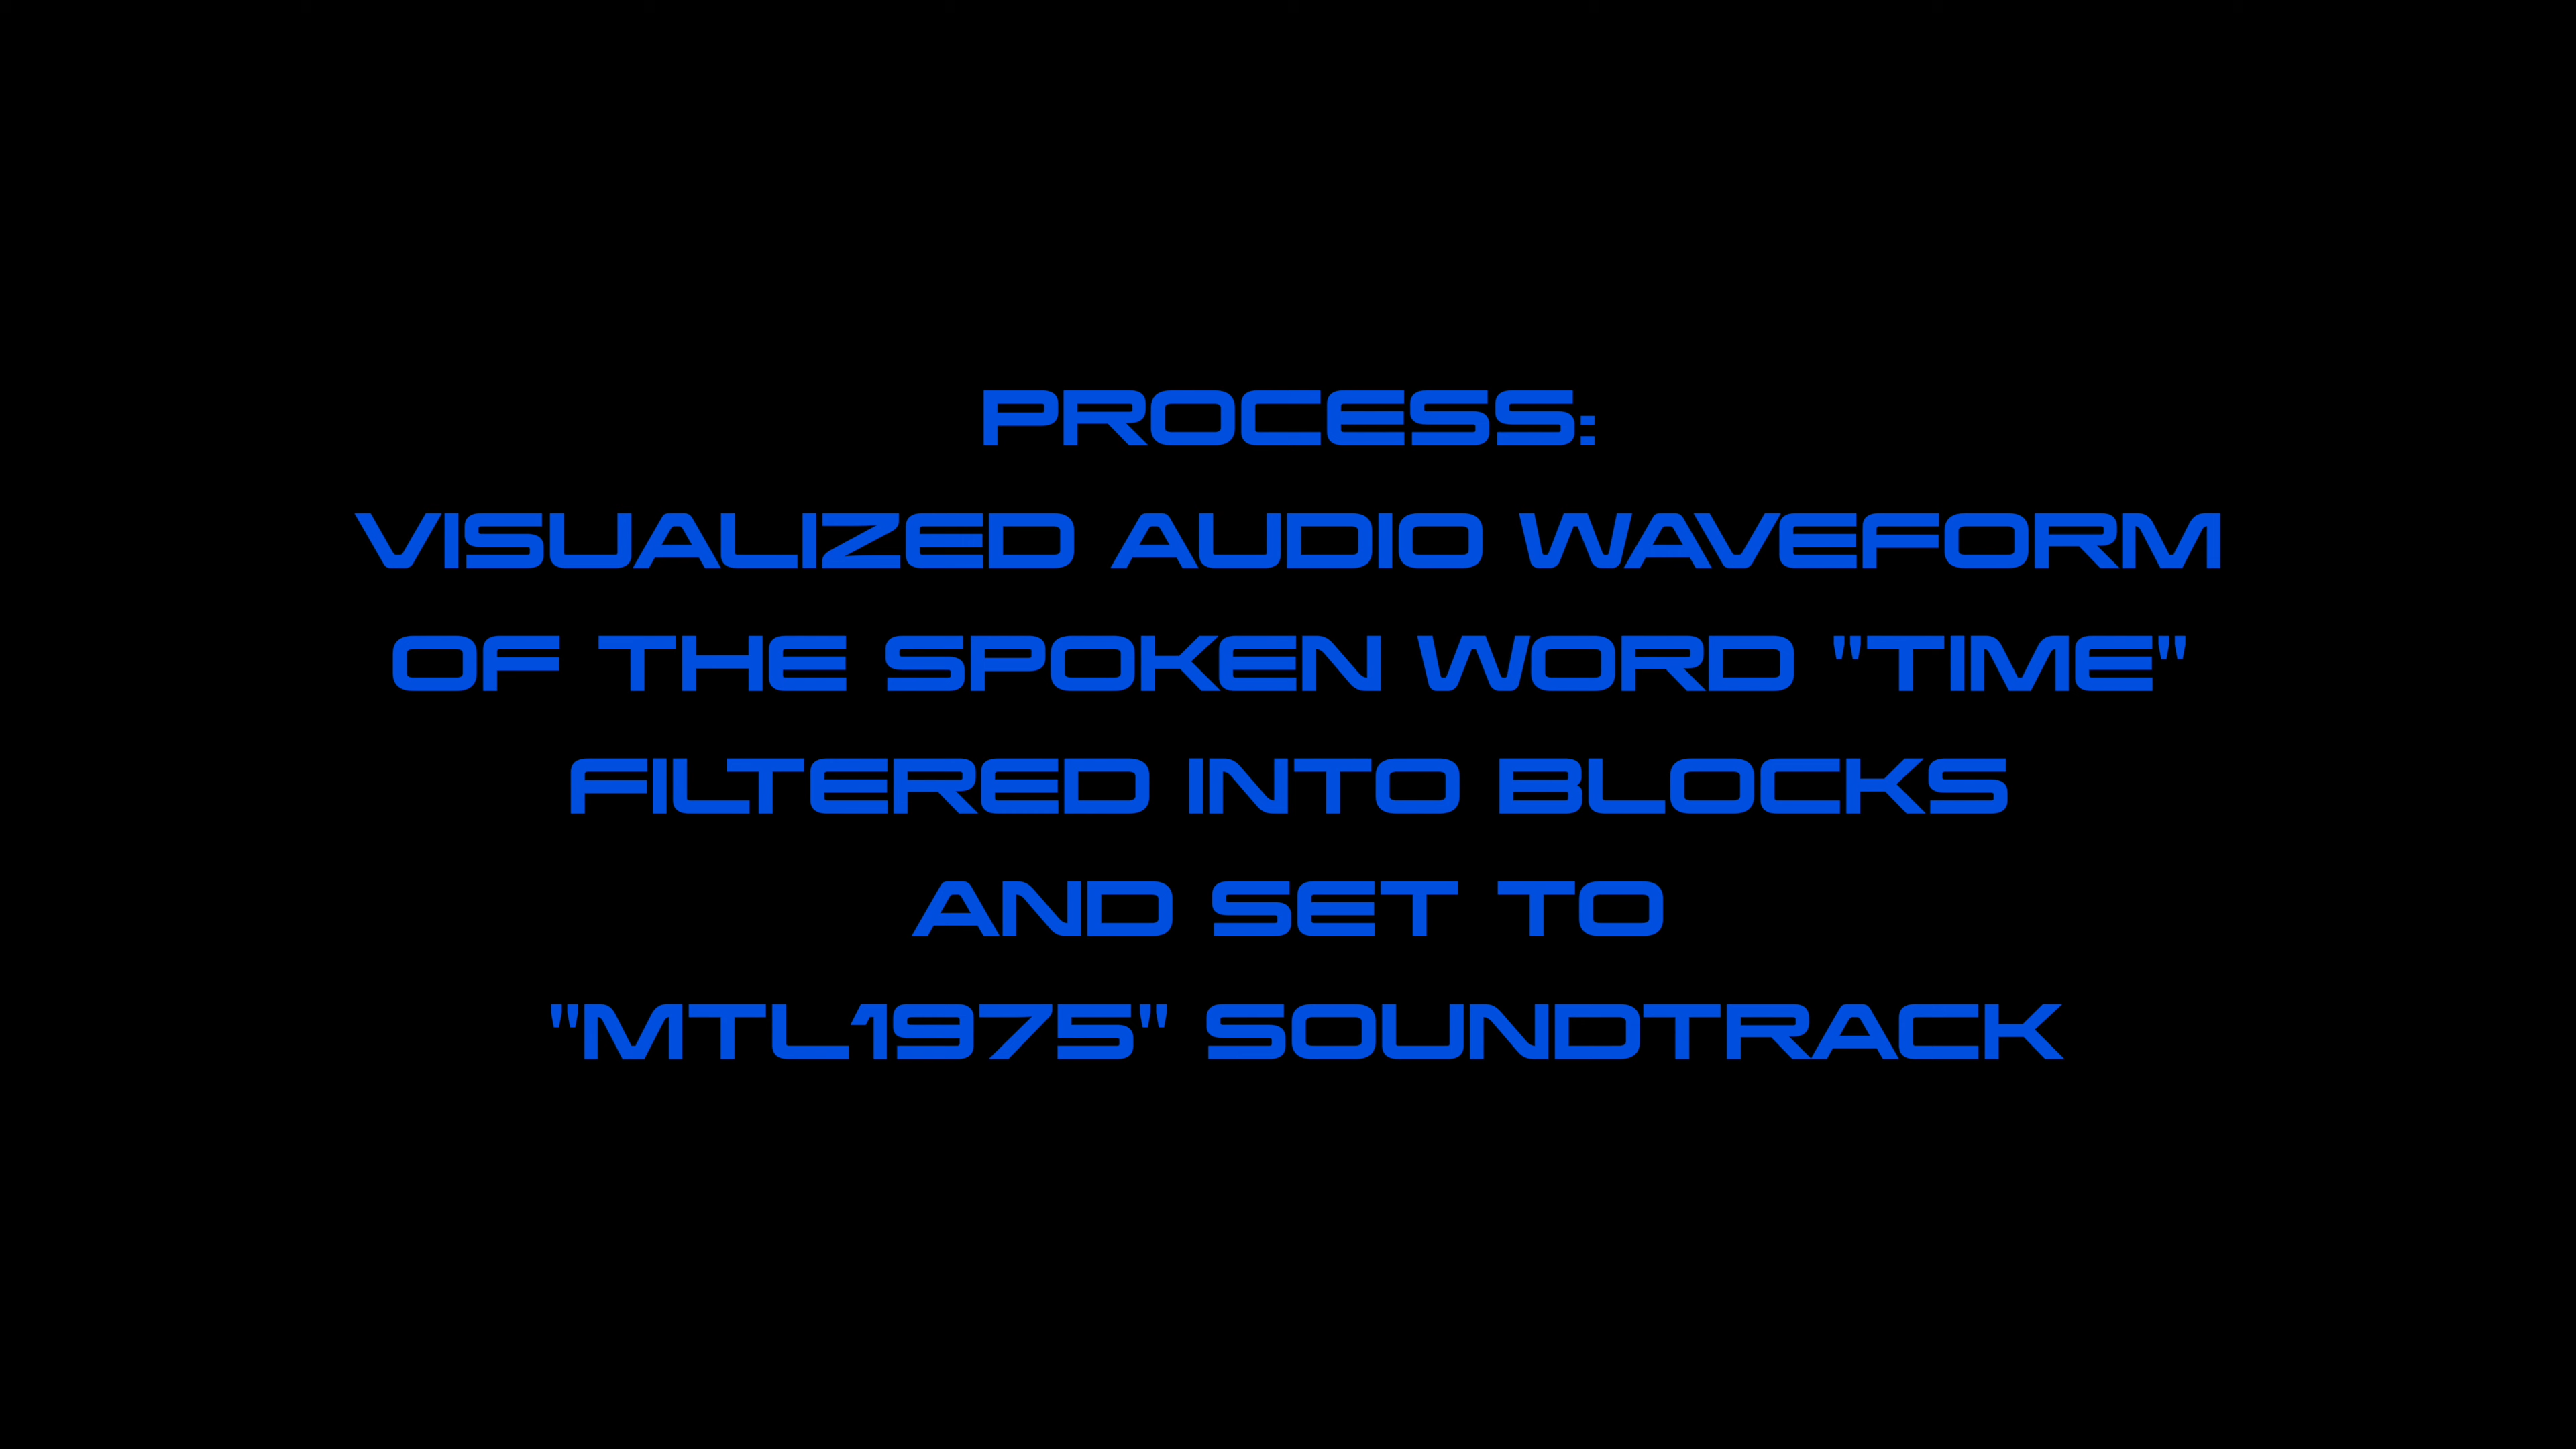 PROCESS:
VISUALIZED AUDIO WAVEFORM
OF THE SPOKEN WORD "TIME"
FILTERED INTO BLOCKS
AND SET TO
"MTL1975" SOUNDTRACK